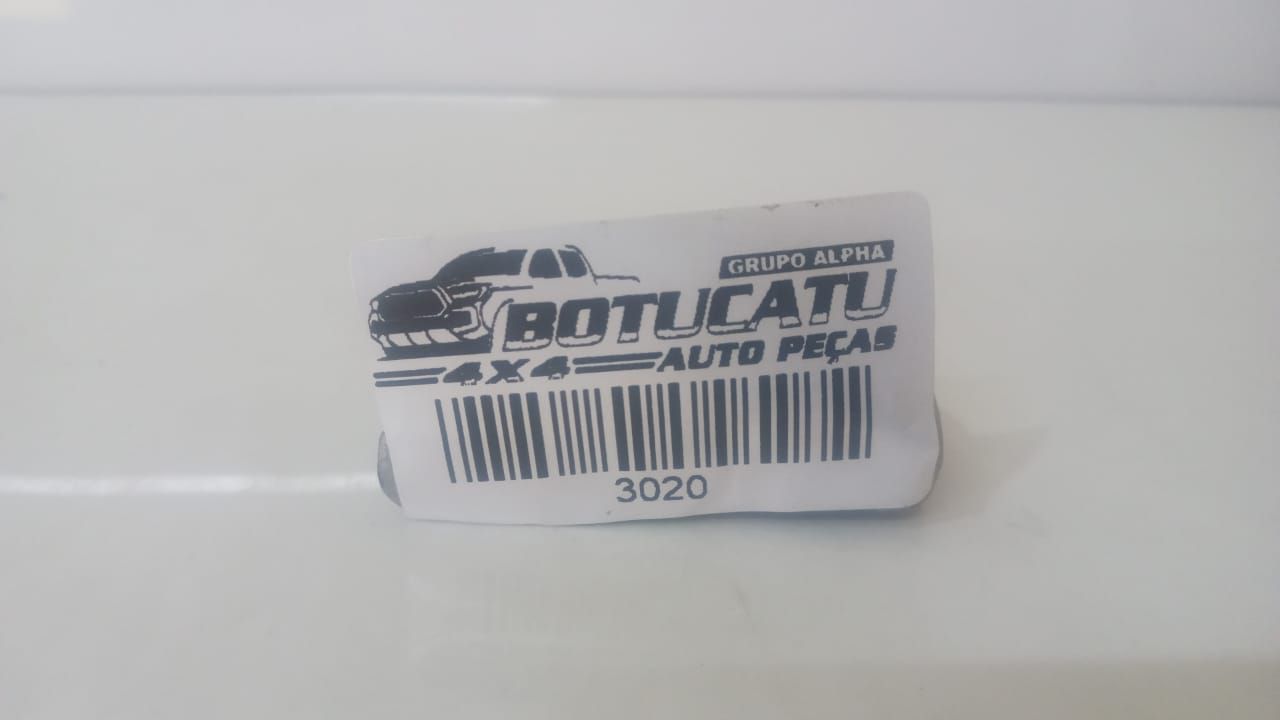 GRUPO ALPHA
BOTUCATU
4X4 AUTO PEÇAS
3020